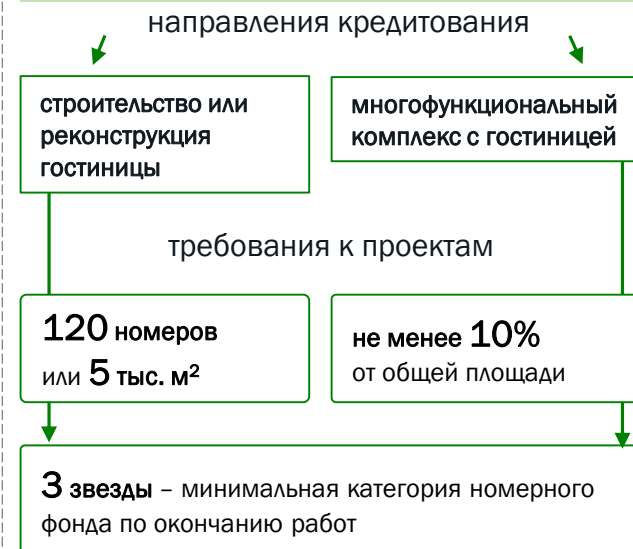 направления кредитования
строительство или
реконструкция
гостиницы
многофункциональный
комплекс с гостиницей
требования к проектам
120 номеров
или 5 тыс. м²
не менее 10%
от общей площади
3 звезды – минимальная категория номерного
фонда по окончанию работ